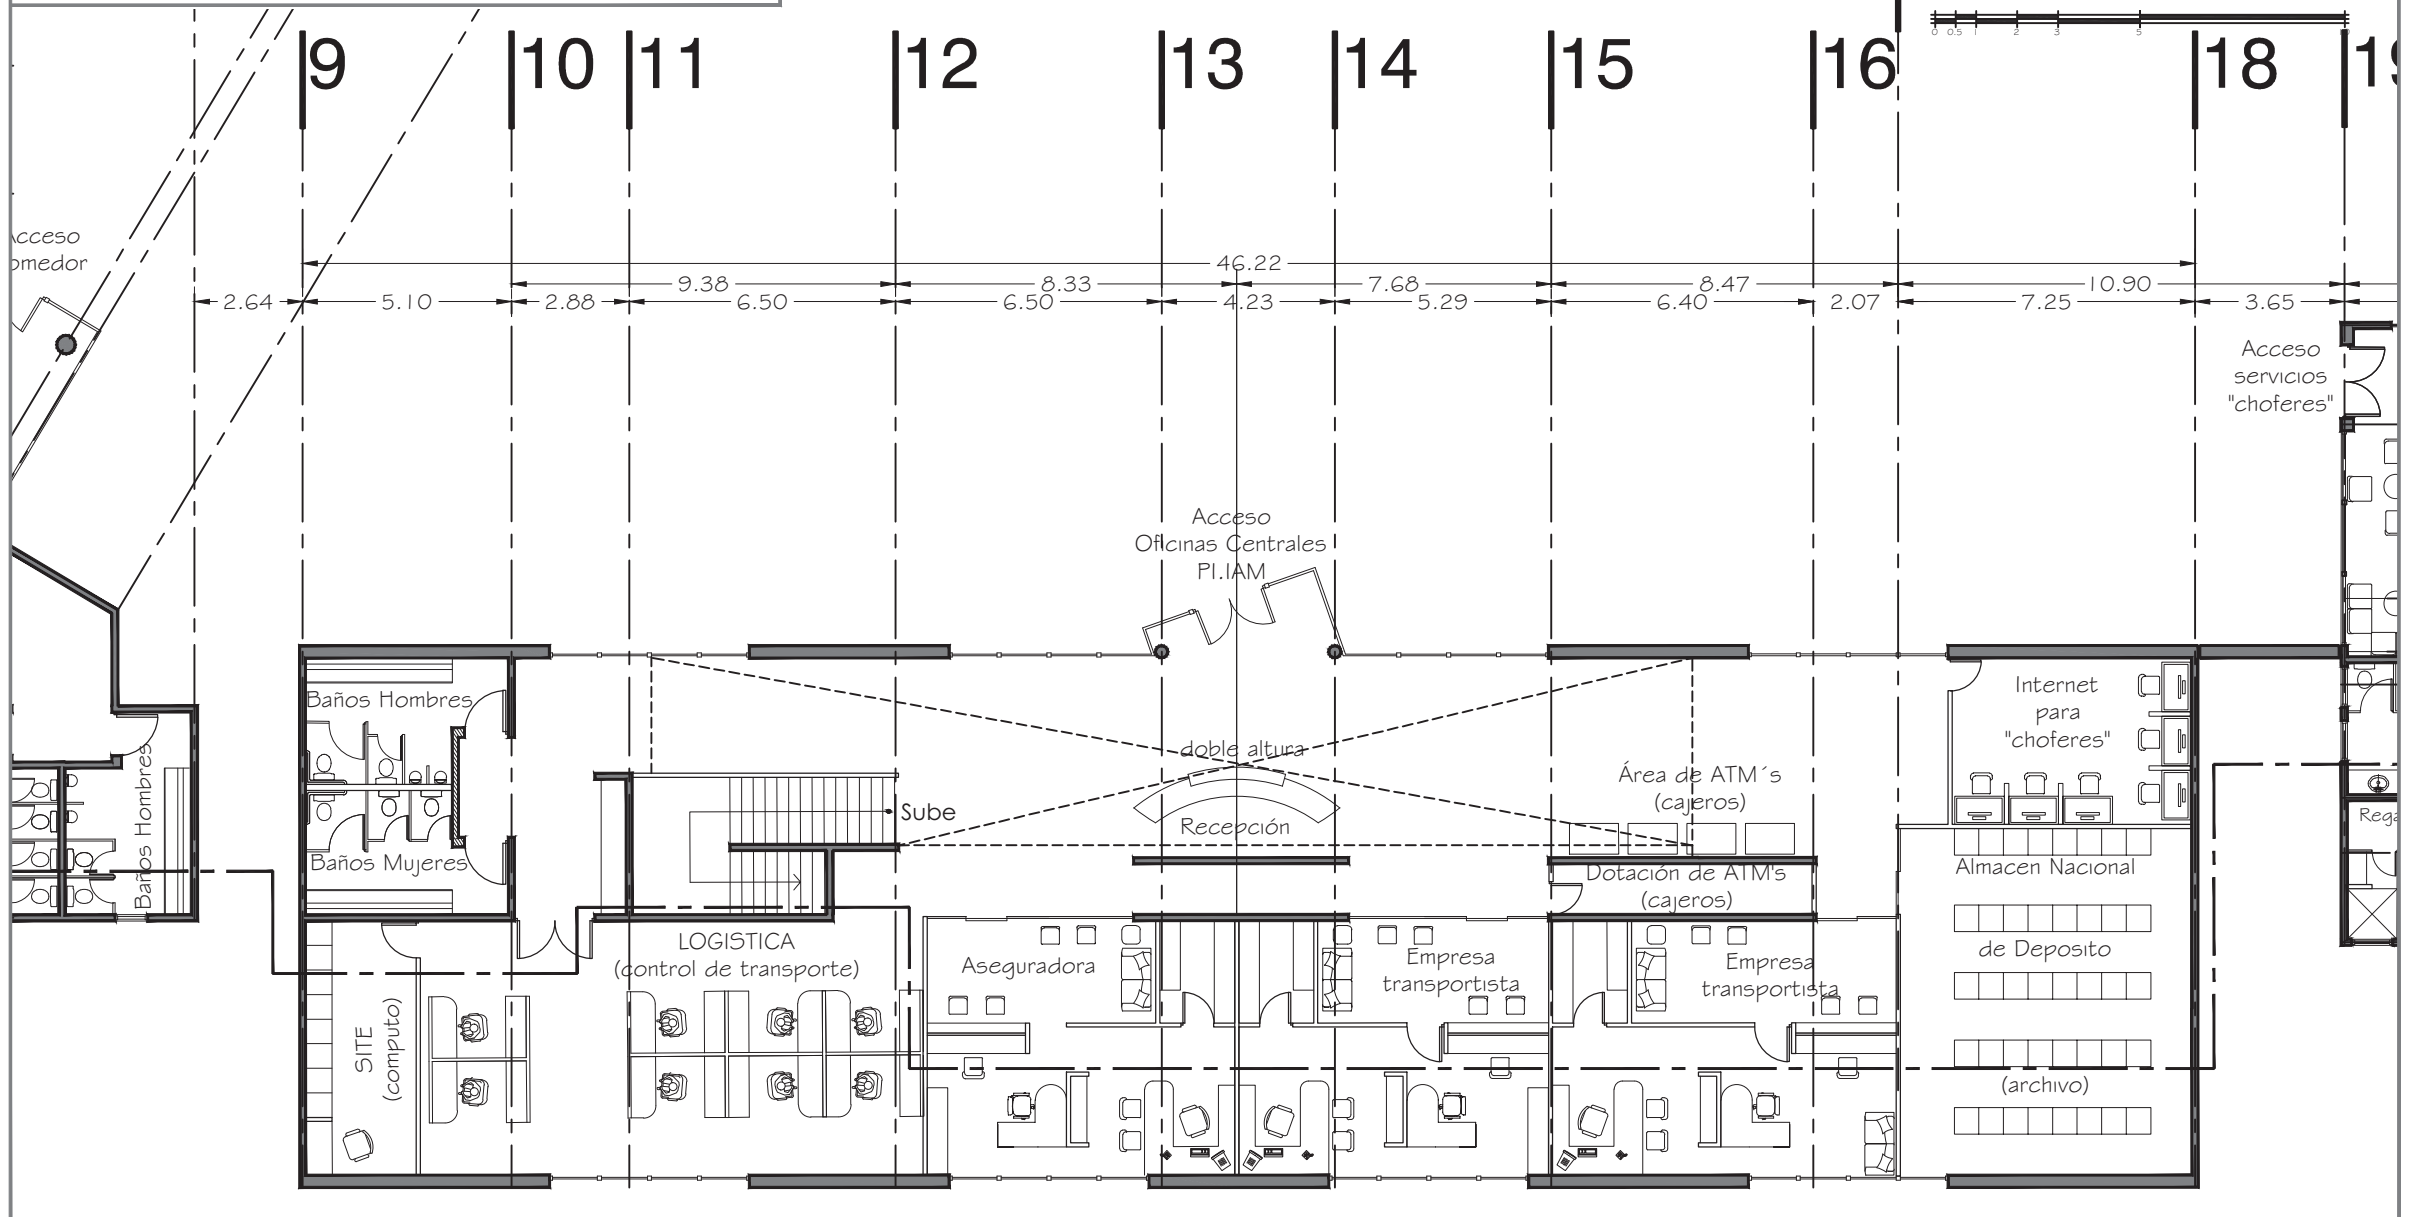 0 0.5 1 2 3 5
9 10 11 12 13 14 15 16 18
46.22
9.38 8.33 7.68 8.47 10.90
2.64 5.10 2.88 6.50 6.50 4.23 5.29 6.40 2.07 7.25 3.65
Acceso
servicios
"choferes"
Acceso
Oficinas Centrales
PI.IAM
Baños Hombres
Baños Hombres
Baños Mujeres
Sube
doble altura
Recepción
Área de ATM´s
(cajeros)
Dotación de ATM's
(cajeros)
Internet
para
"choferes"
Almacen Nacional
de Deposito
(archivo)
LOGISTICA
(control de transporte)
SITE
(computo)
Aseguradora
Empresa
transportista
Empresa
transportista